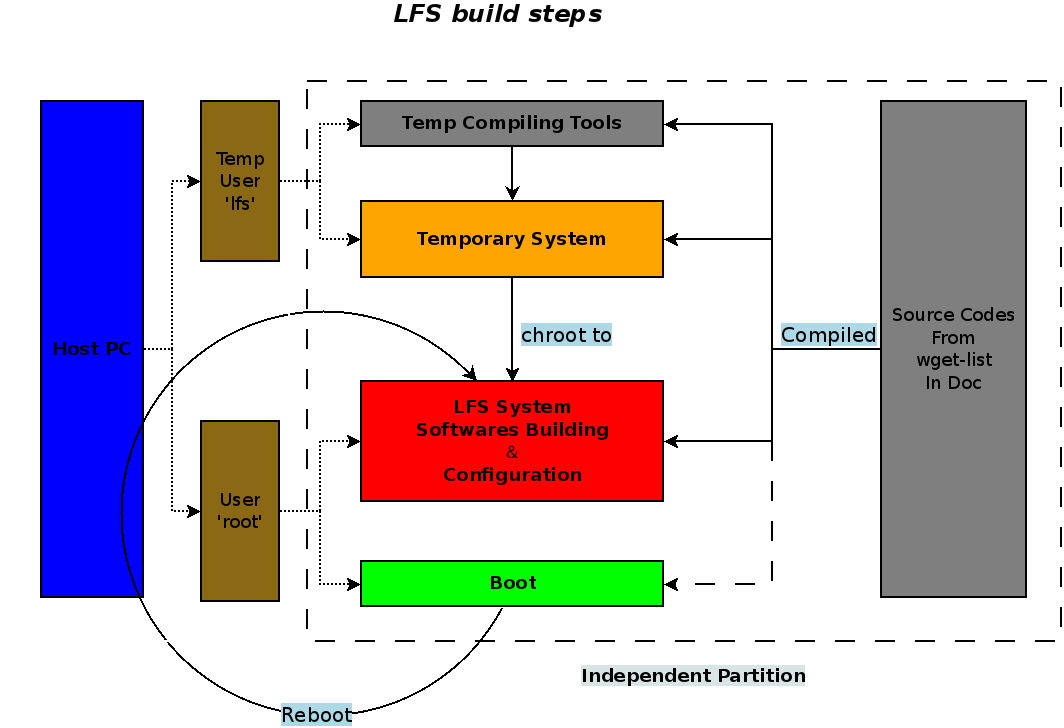 LFS build steps
Host PC
Temp
User
'lfs'
User
'root'
Temp Compiling Tools
Temporary System
chroot to
LFS System
Softwares Building
&
Configuration
Boot
Reboot
Compiled
Source Codes
From
wget-list
In Doc
Independent Partition